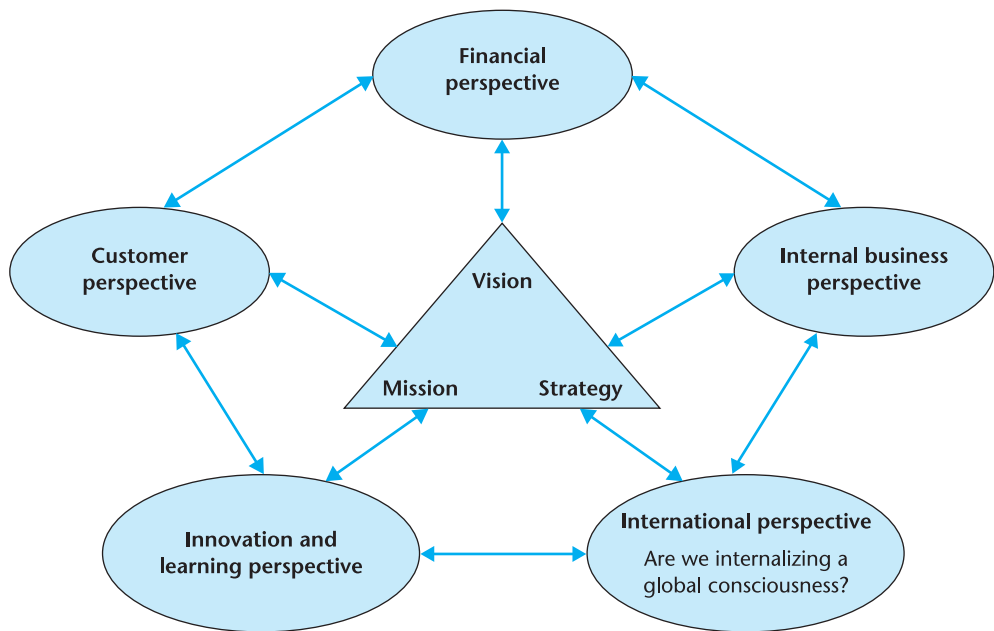 Financial
perspective
Customer
perspective
Internal business
perspective
Vision
Mission
Strategy
Innovation and
learning perspective
International perspective
Are we internalizing a
global consciousness?